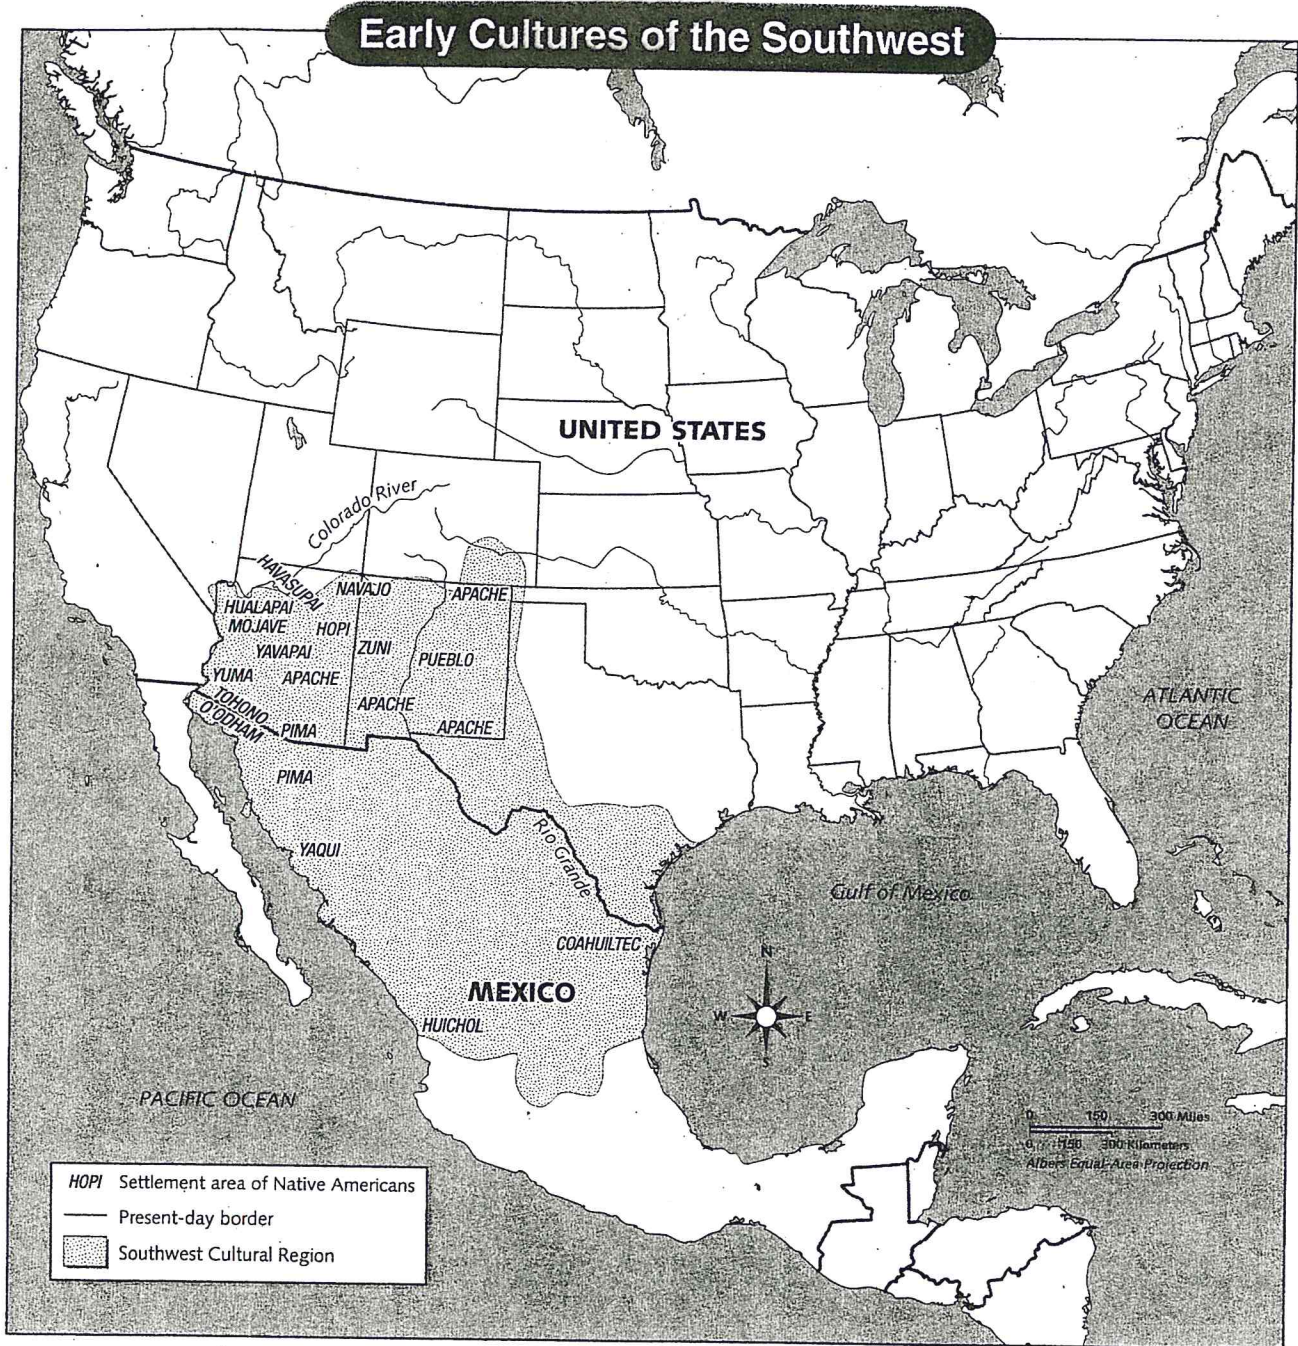 Early Cultures of the Southwest
UNITED STATES
Colorado River
HAVASUPAI
NAVAJO
APACHE
HUALAPAI
MOJAVE
HOPI
YAVAPAI
ZUNI
PUEBLO
YUMA
APACHE
TOHONO
O'ODHAM
PIMA
APACHE
APACHE
PIMA
YAQUI
Rio Grande
COAHUILTEC
MEXICO
HUICHOL
ATLANTIC
OCEAN
Gulf of Mexico
N
W
E
S
PACIFIC OCEAN
0 150 300 Miles
0 150 300 Kilometers
Albers Equal-Area Projection
HOPI Settlement area of Native Americans
Present-day border
Southwest Cultural Region